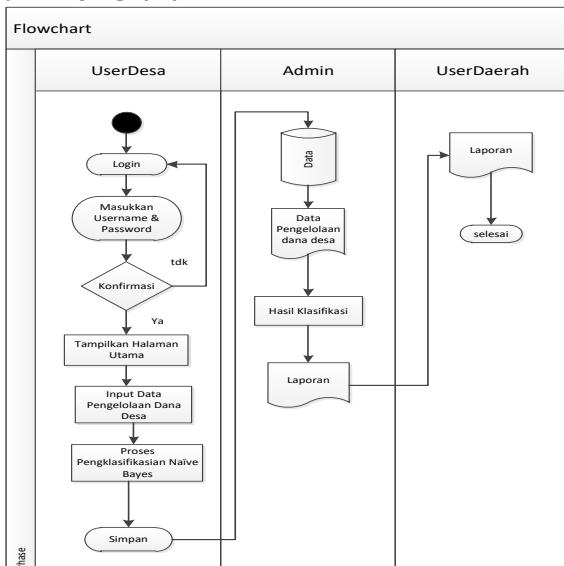 Flowchart
UserDesa
Admin
UserDaerah
Login
Masukkan
Username &
Password
tdk
Konfirmasi
Ya
Tampilkan Halaman
Utama
Input Data
Pengelolaan Dana
Desa
Proses
Pengklasifikasian Naïve
Bayes
Simpan
Data
Data
Pengelolaan
dana desa
Hasil Klasifikasi
Laporan
Laporan
selesai